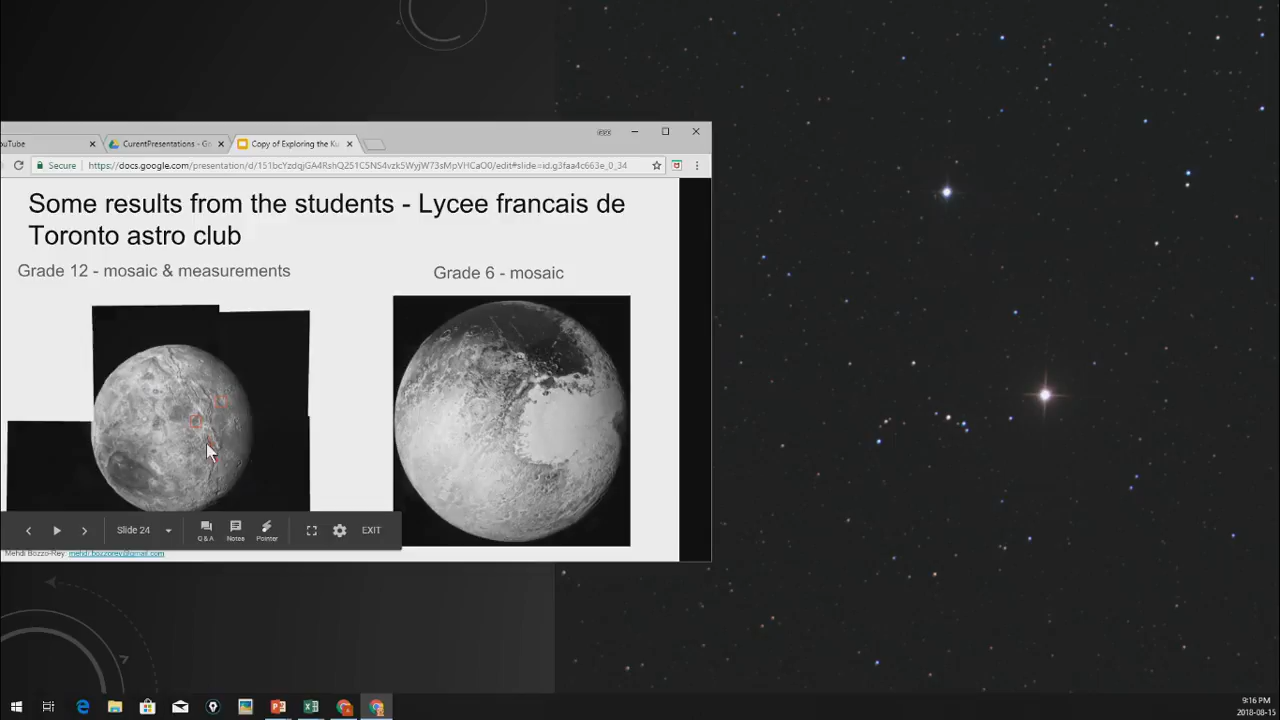 ouTube
CurentPresentations - Gr
Copy of Exploring the Ku
Secure
https://docs.google.com/presentation/d/151bcYzdqjGA4RshQ251C5NS4vzk5WyjW73sMpVHCaO0/edit#slide=id.g3faa4c663e_0_34
Some results from the students - Lycee francais de
Toronto astro club
Grade 12 - mosaic & measurements
Grade 6 - mosaic
Slide 24
Q & A
Notes
Pointer
EXIT
Mehdi Bozzo-Rey: mehdi.bozzorey@gmail.com
9:16 PM
2018-08-15